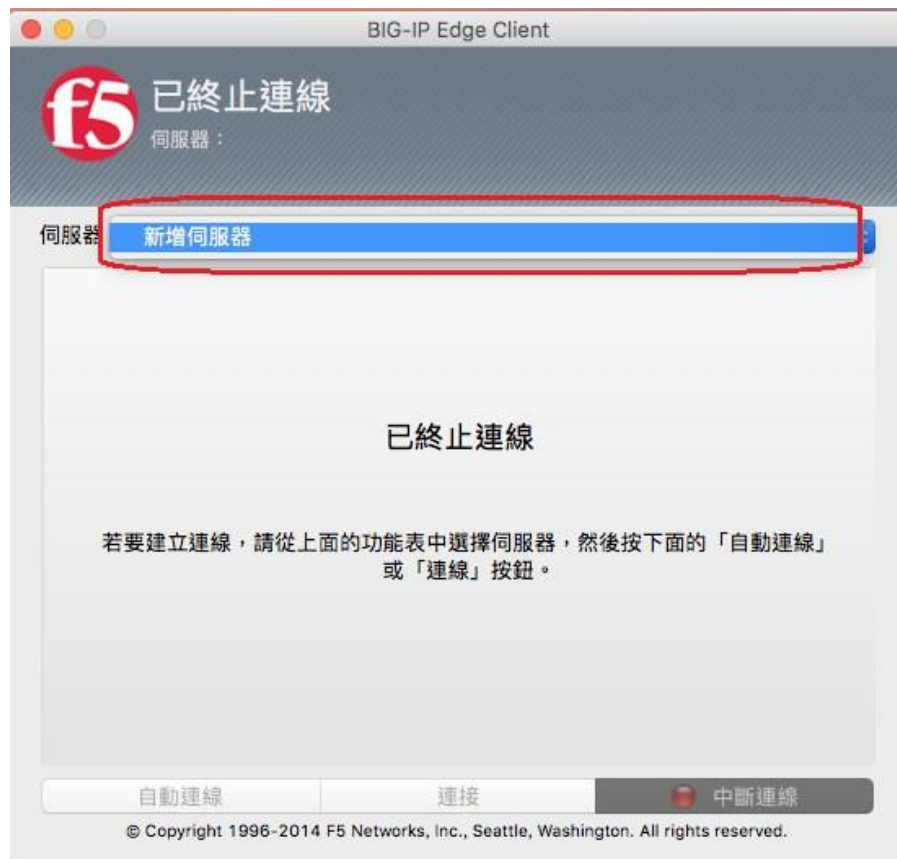 BIG-IP Edge Client
f5
已終止連線
伺服器：
伺服器
新增伺服器
已終止連線
若要建立連線，請從上面的功能表中選擇伺服器，然後按下面的「自動連線」
或「連線」按鈕。
自動連線
連接
中斷連線
© Copyright 1996-2014 F5 Networks, Inc., Seattle, Washington. All rights reserved.